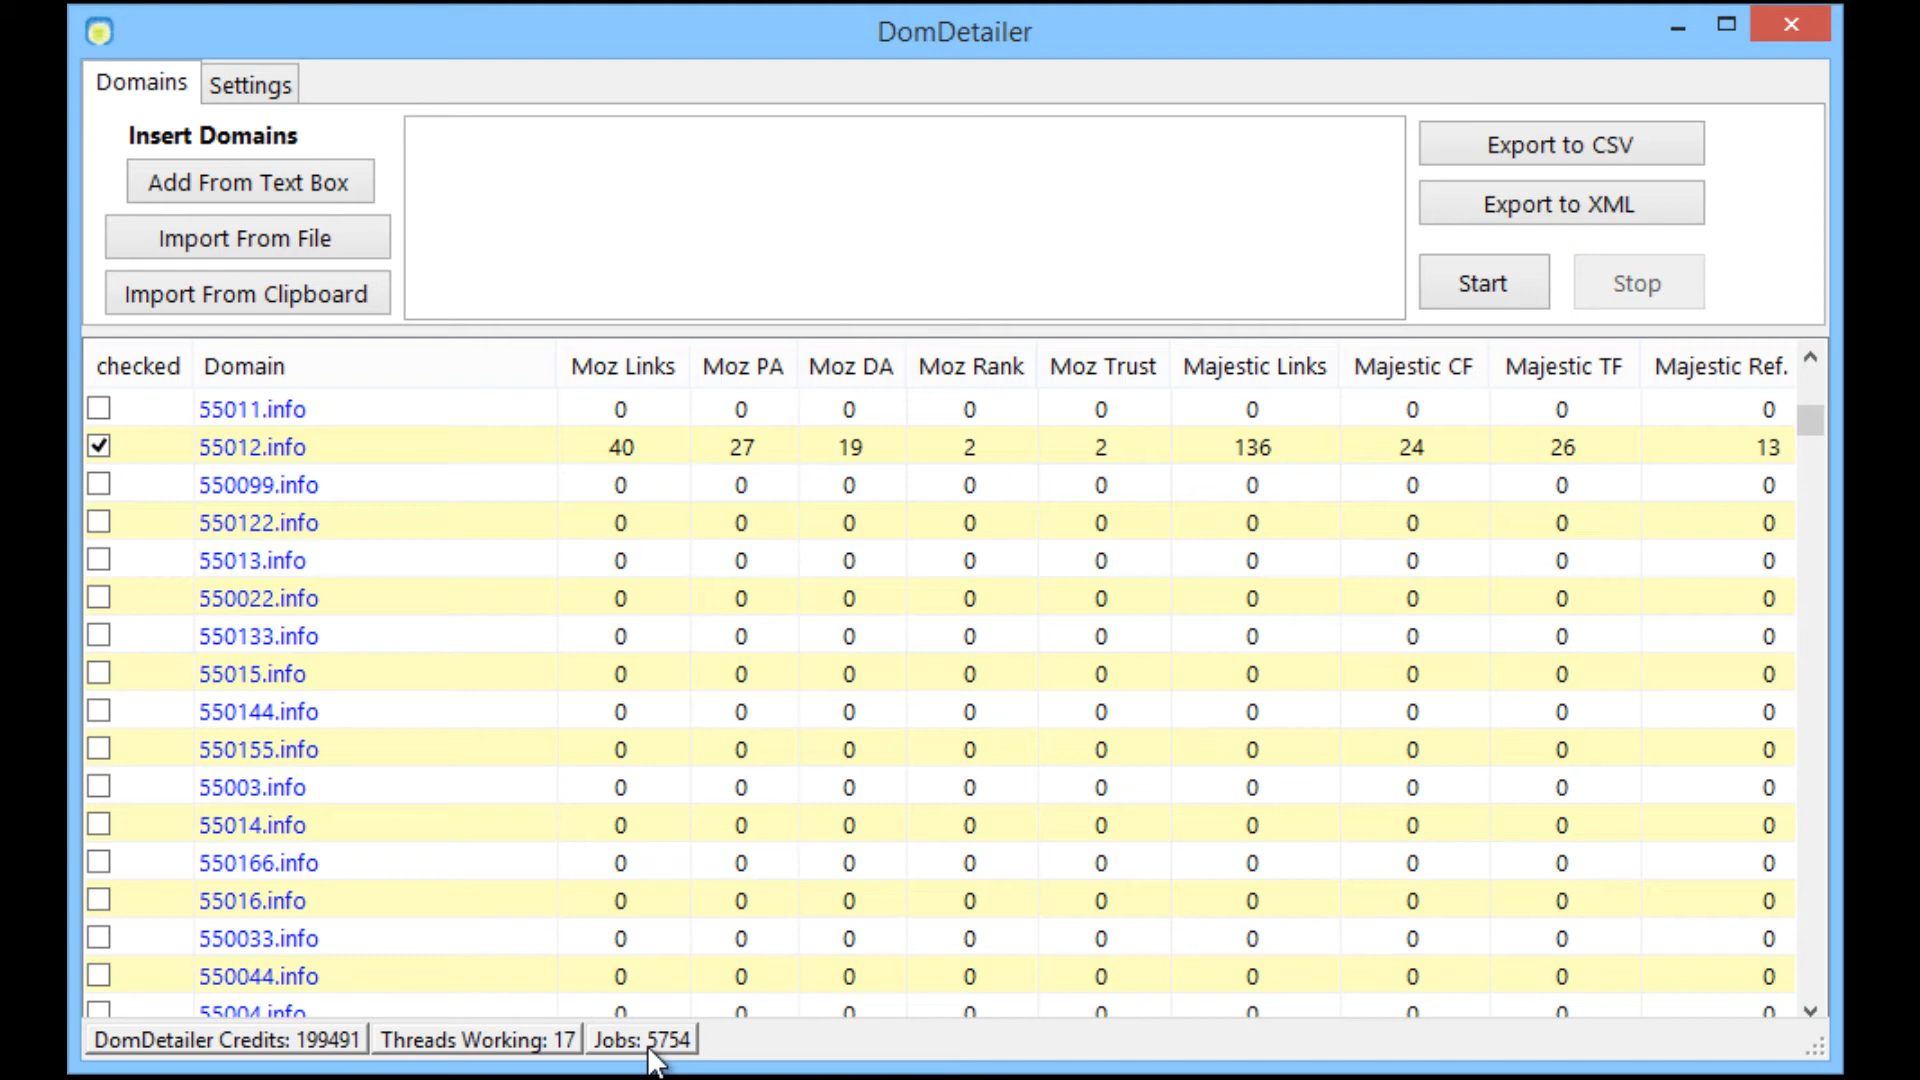 DomDetailer
Domains Settings
Insert Domains
Add From Text Box
Import From File
Import From Clipboard
Export to CSV
Export to XML
Start Stop
checked Domain Moz Links Moz PA Moz DA Moz Rank Moz Trust Majestic Links Majestic CF Majestic TF Majestic Ref.
55011.info 0 0 0 0 0 0 0 0 0
55012.info 40 27 19 2 2 136 24 26 13
550099.info 0 0 0 0 0 0 0 0 0
550122.info 0 0 0 0 0 0 0 0 0
55013.info 0 0 0 0 0 0 0 0 0
550022.info 0 0 0 0 0 0 0 0 0
550133.info 0 0 0 0 0 0 0 0 0
55015.info 0 0 0 0 0 0 0 0 0
550144.info 0 0 0 0 0 0 0 0 0
550155.info 0 0 0 0 0 0 0 0 0
55003.info 0 0 0 0 0 0 0 0 0
55014.info 0 0 0 0 0 0 0 0 0
550166.info 0 0 0 0 0 0 0 0 0
55016.info 0 0 0 0 0 0 0 0 0
550033.info 0 0 0 0 0 0 0 0 0
550044.info 0 0 0 0 0 0 0 0 0
55004.info 0 0 0 0 0 0 0 0 0
DomDetailer Credits: 199491 Threads Working: 17 Jobs: 5754